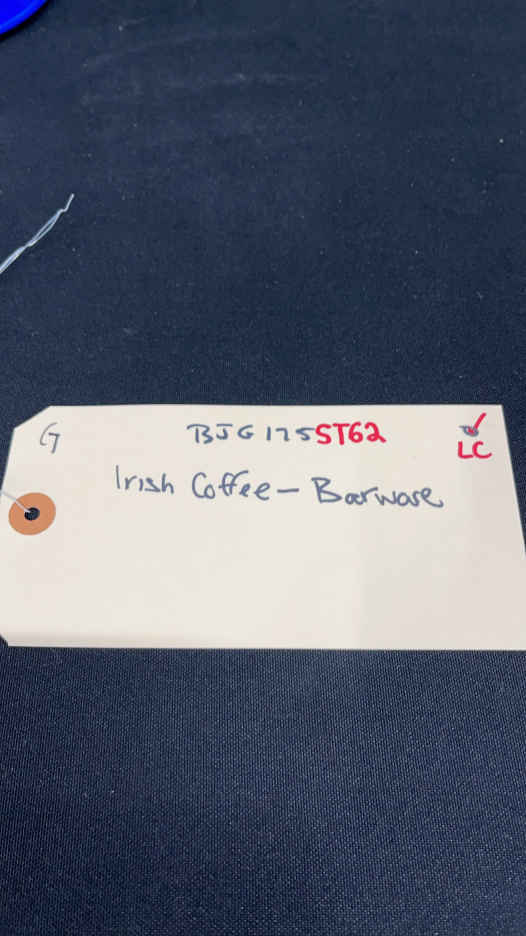 G BJG175ST62
LC
Irish Coffee - Barware